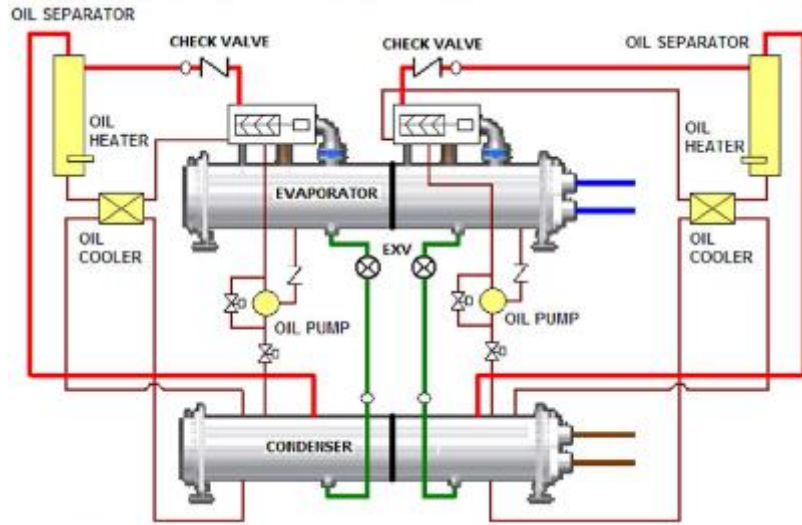 OIL SEPARATOR
CHECK VALVE
CHECK VALVE
OIL SEPARATOR
OIL
HEATER
OIL
HEATER
EVAPORATOR
OIL
COOLER
EXV
OIL
COOLER
OIL PUMP
OIL PUMP
CONDENSER